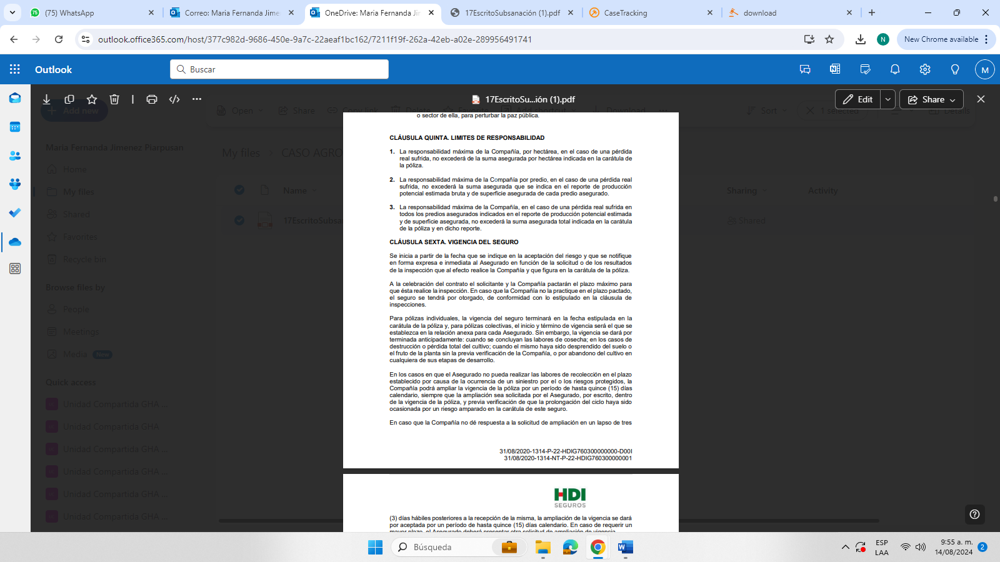 (75) WhatsApp
Correo: Maria Fernanda Jime
OneDrive: Maria Fernanda Ji
17EscritoSubsanación (1).pdf
CaseTracking
download
outlook.office365.com/host/377c982d-9686-450e-9a7c-22aeaf1bc162/7211f19f-262a-42eb-a02e-289956491741
N
New Chrome available
Outlook
Buscar
M
17EscritoSu...ión (1).pdf
Edit
Share
Add new
Open
Share
Copy link
Delete
Favorite
Add shortcut
Download
Sort
1 selected
Details
Maria Fernanda Jimenez Piarpusan
Home
My files
Shared
Favorites
Recycle bin
Browse files by
People
Meetings
Media
New
Quick access
Unidad Compartida GHA ...
Unidad Compartida GHA
Unidad Compartida GHA ...
Unidad Compartida GHA ...
Unidad Compartida GHA ...
Unidad Compartida GHA ...
My files
CASO AGRO
Name
Sharing
Activity
17EscritoSubsa
Shared
o sector de ella, para perturbar la paz pública.
CLÁUSULA QUINTA. LIMITES DE RESPONSABILIDAD
1. La responsabilidad máxima de la Compañía, por hectárea, en el caso de una pérdida
real sufrida, no excederá de la suma asegurada por hectárea indicada en la carátula de
la póliza.
2. La responsabilidad máxima de la Compañía por predio, en el caso de una pérdida real
sufrida, no excederá la suma asegurada que se indica en el reporte de producción
potencial estimada bruta y de superficie asegurada de cada predio asegurado.
3. La responsabilidad máxima de la Compañía, en el caso de una pérdida real sufrida en
todos los predios asegurados indicados en el reporte de producción potencial estimada
y de superficie asegurada, no excederá la suma asegurada total indicada en la carátula
de la póliza y en dicho reporte.
CLÁUSULA SEXTA. VIGENCIA DEL SEGURO
Se inicia a partir de la fecha que se indique en la aceptación del riesgo y que se notifique
en forma expresa e inmediata al Asegurado en función de la solicitud o de los resultados
de la inspección que al efecto realice la Compañía y que figura en la carátula de la póliza.
A la celebración del contrato el solicitante y la Compañía pactarán el plazo máximo para
que ésta realice la inspección. En caso que la Compañía no la practique en el plazo pactado,
el seguro se tendrá por otorgado, de conformidad con lo estipulado en la cláusula de
inspecciones.
Para pólizas individuales, la vigencia del seguro terminará en la fecha estipulada en la
carátula de la póliza y, para pólizas colectivas, el inicio y término de vigencia será el que se
establezca en la relación anexa para cada Asegurado. Sin embargo, la vigencia se dará por
terminada anticipadamente: cuando se concluyan las labores de cosecha; en los casos de
destrucción o pérdida total del cultivo; cuando el mismo haya sido desprendido del suelo o
el fruto de la planta sin la previa verificación de la Compañía, o por abandono del cultivo en
cualquiera de sus etapas de desarrollo.
En los casos en que el Asegurado no pueda realizar las labores de recolección en el plazo
establecido por causa de la ocurrencia de un siniestro por el o los riesgos protegidos, la
Compañía podrá ampliar la vigencia de la póliza por un período de hasta quince (15) días
calendario, siempre que la ampliación sea solicitada por el Asegurado, por escrito, dentro
de la vigencia de la póliza, y previa verificación de que la prolongación del ciclo haya sido
ocasionada por un riesgo amparado en la carátula de este seguro.
En caso que la Compañía no dé respuesta a la solicitud de ampliación en un lapso de tres
31/08/2020-1314-P-22-HDIG760300000000-D00I
31/08/2020-1314-NT-P-22-HDIG760300000001
HDI
SEGUROS
(3) días hábiles posteriores a la recepción de la misma, la ampliación de la vigencia se dará
por aceptada por un período de hasta quince (15) días calendario. En caso de requerir un
mayor plazo, el Asegurado deberá presentar otra solicitud de ampliación de vigencia
Búsqueda
ESP
LAA
9:55 a. m.
14/08/2024
2